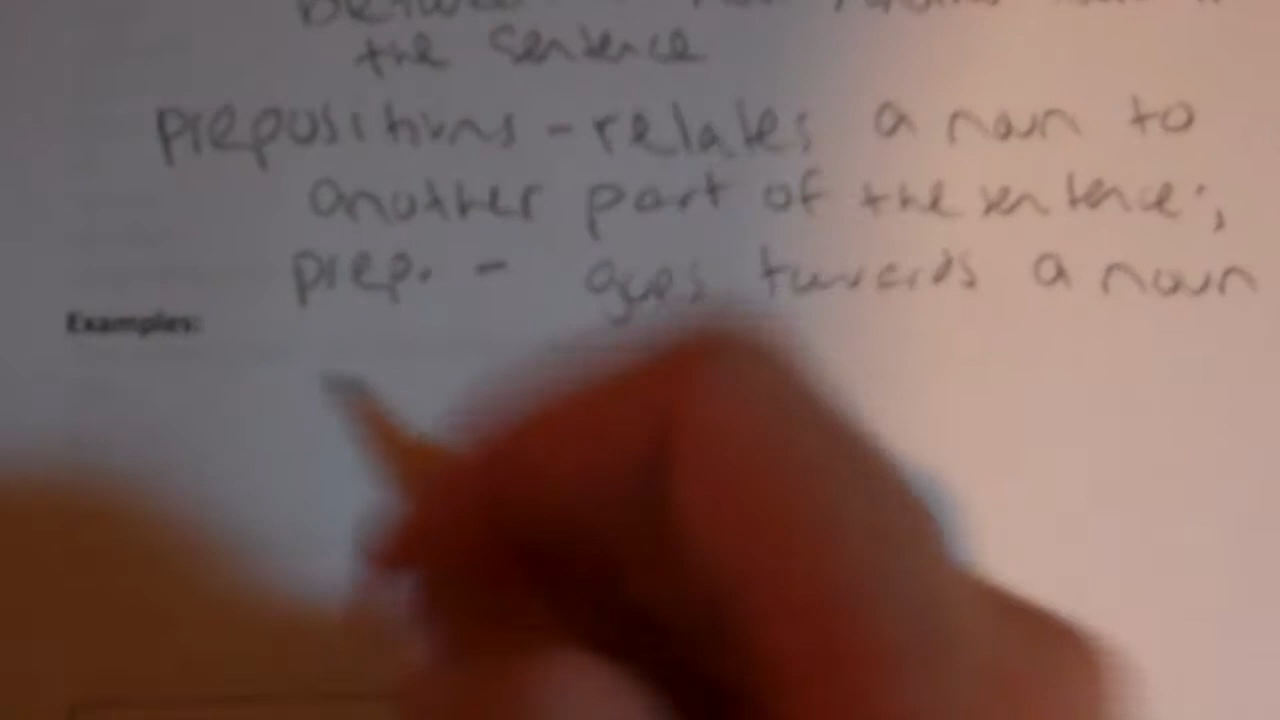 the sentence
prepositions - relates a noun to
another part of the sentence;
prep. - goes towards a noun
Examples: